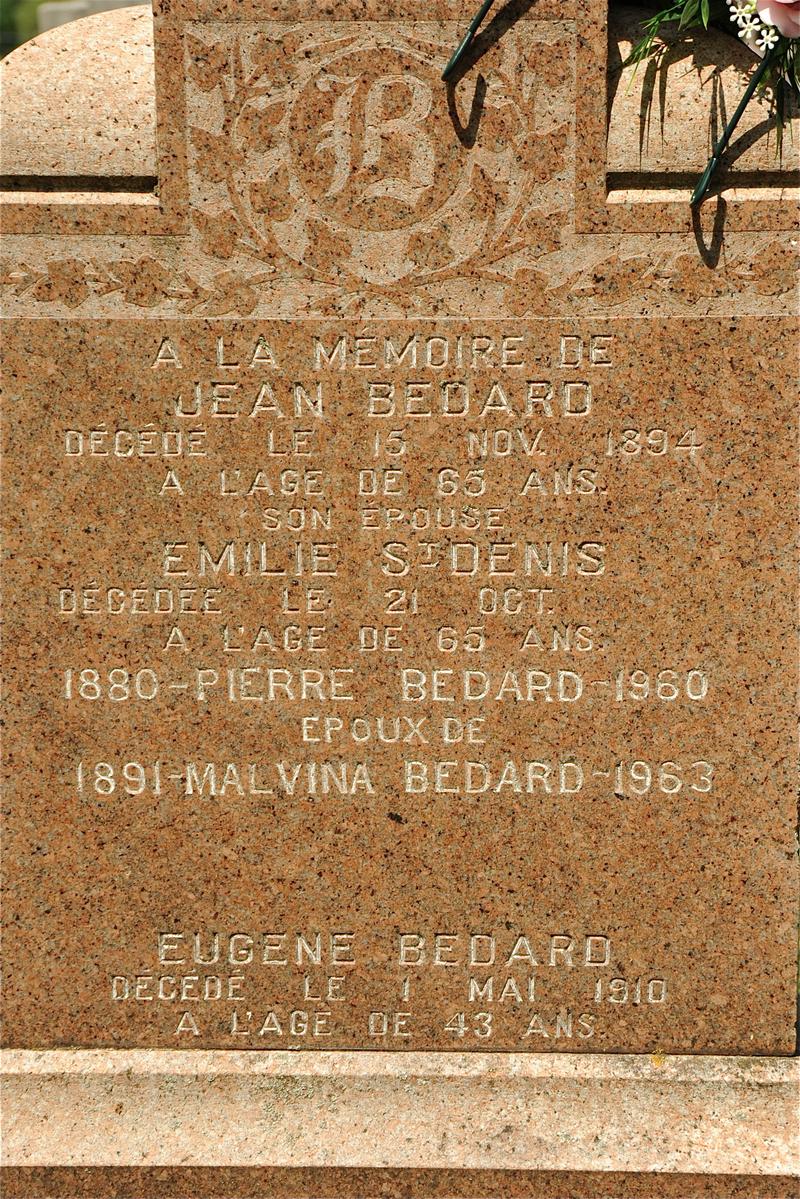 B
A LA MÉMOIRE DE
JEAN BEDARD
DÉCÉDÉ LE 15 NOV. 1894
A L'AGE DE 65 ANS.
SON ÉPOUSE
EMILIE ST DENIS
DÉCÉDÉE LE 21 OCT.
A L'AGE DE 65 ANS.
1880-PIERRE BEDARD-1960
EPOUX DE
1891-MALVINA BEDARD-1963
EUGENE BEDARD
DÉCÉDÉ LE 1 MAI 1910
A L'AGE DE 43 ANS.